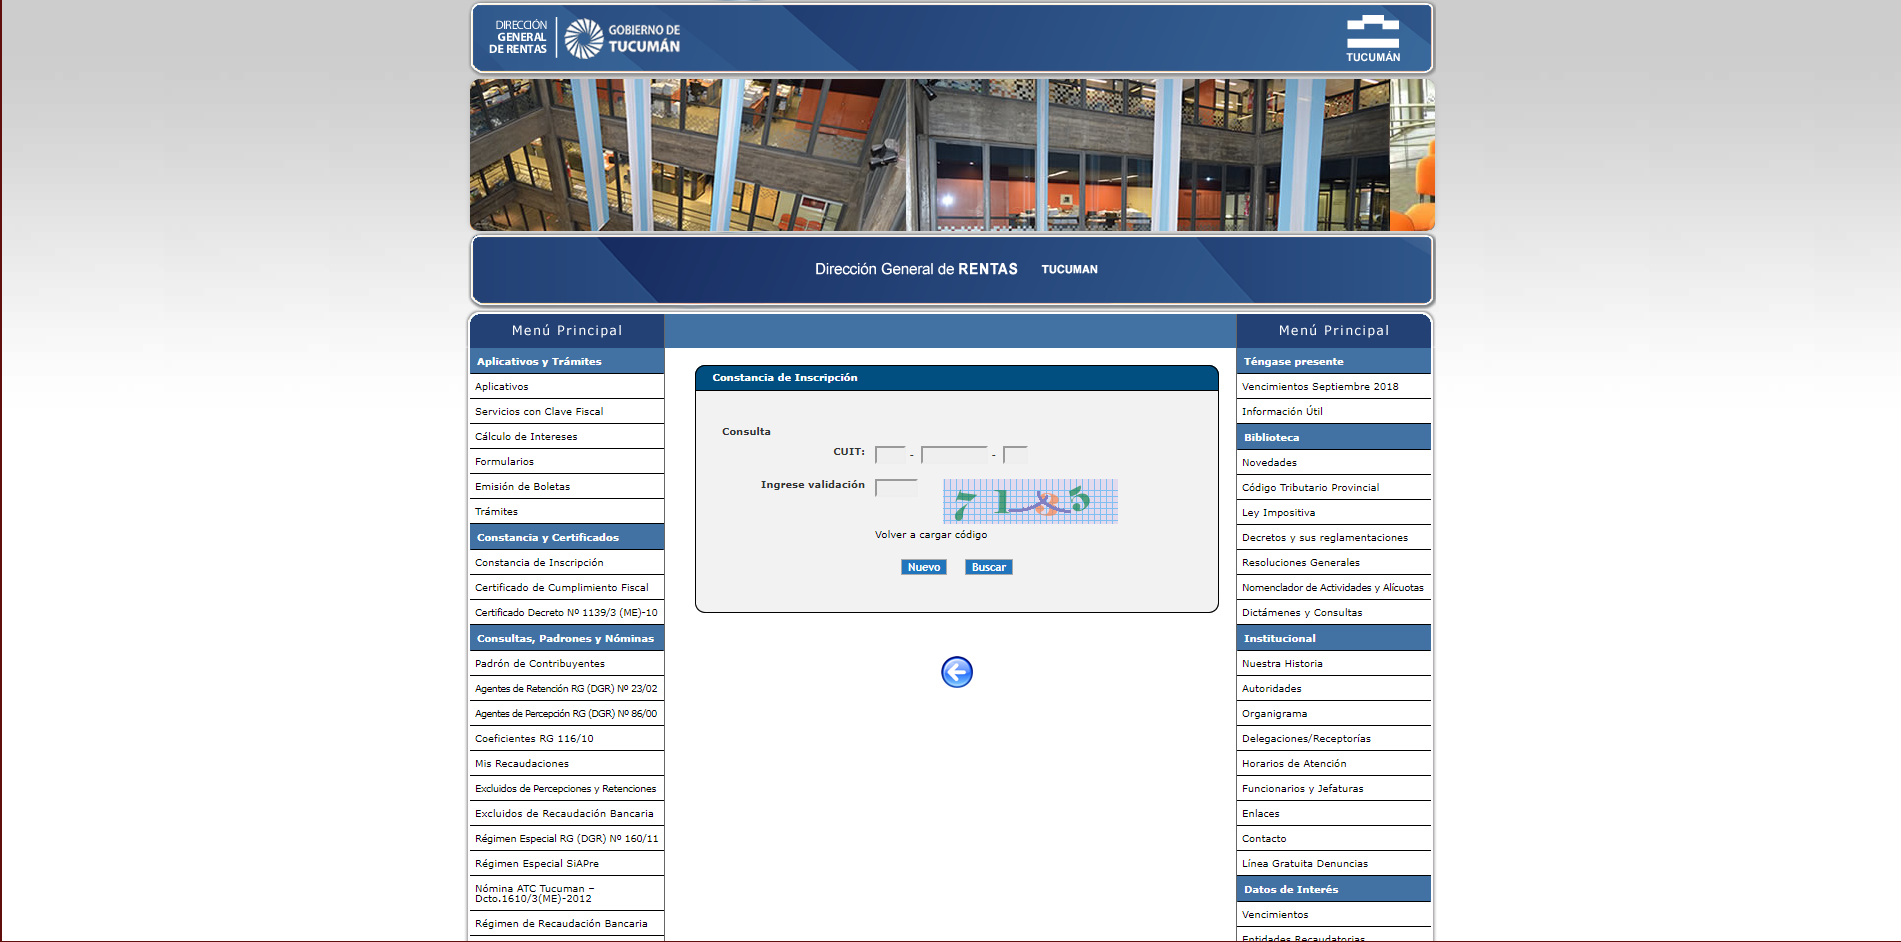 DIRECCIÓN
GENERAL
DE RENTAS
GOBIERNO DE
TUCUMÁN
TUCUMÁN
Dirección General de RENTAS TUCUMAN
Menú Principal
Aplicativos y Trámites
Aplicativos
Servicios con Clave Fiscal
Cálculo de Intereses
Formularios
Emisión de Boletas
Trámites
Constancia y Certificados
Constancia de Inscripción
Certificado de Cumplimiento Fiscal
Certificado Decreto Nº 1139/3 (ME)-10
Consultas, Padrones y Nóminas
Padrón de Contribuyentes
Agentes de Retención RG (DGR) Nº 23/02
Agentes de Percepción RG (DGR) Nº 86/00
Coeficientes RG 116/10
Mis Recaudaciones
Excluidos de Percepciones y Retenciones
Excluidos de Recaudación Bancaria
Régimen Especial RG (DGR) Nº 160/11
Régimen Especial SiAPre
Nómina ATC Tucuman –
Dcto.1610/3(ME)-2012
Régimen de Recaudación Bancaria
Constancia de Inscripción
Consulta
CUIT: - -
Ingrese validación
7185
Volver a cargar código
Nuevo Buscar
Menú Principal
Téngase presente
Vencimientos Septiembre 2018
Información Útil
Biblioteca
Novedades
Código Tributario Provincial
Ley Impositiva
Decretos y sus reglamentaciones
Resoluciones Generales
Nomenclador de Actividades y Alícuotas
Dictámenes y Consultas
Institucional
Nuestra Historia
Autoridades
Organigrama
Delegaciones/Receptorías
Horarios de Atención
Funcionarios y Jefaturas
Enlaces
Contacto
Línea Gratuita Denuncias
Datos de Interés
Vencimientos
Entidades Recaudatorias